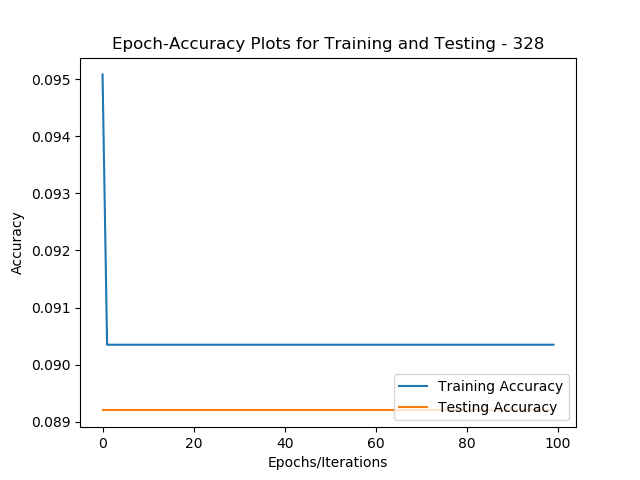 Epoch-Accuracy Plots for Training and Testing - 328
0.095
0.094
0.093
0.092
0.091
0.090
0.089
Accuracy
Training Accuracy
Testing Accuracy
0 20 40 60 80 100
Epochs/Iterations